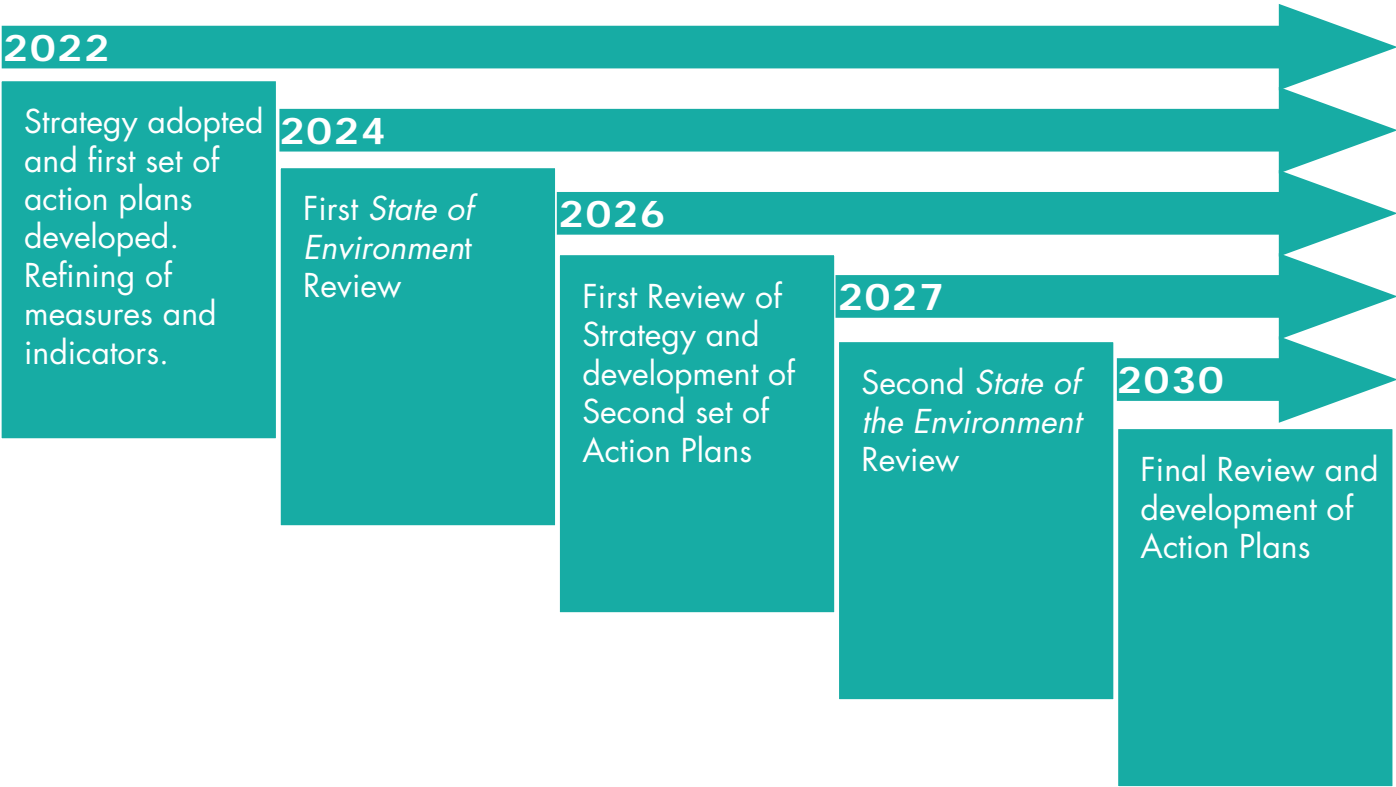 2022
Strategy adopted
and first set of
action plans
developed.
Refining of
measures and
indicators.
2024
First State of
Environment
Review
2026
First Review of
Strategy and
development of
Second set of
Action Plans
2027
Second State of
the Environment
Review
2030
Final Review and
development of
Action Plans